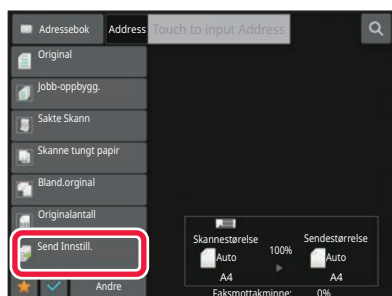 Adressebok Address Touch to input Address
Original
Jobb-oppbygg.
Sakte Skann
Skanne tungt papir
Bland.orginal
Originalantall
Send Innstill.
Andre
Skannestørelse 100% Sendestørrelse
Auto Auto
A4 A4
Faksmottakminne: 0%